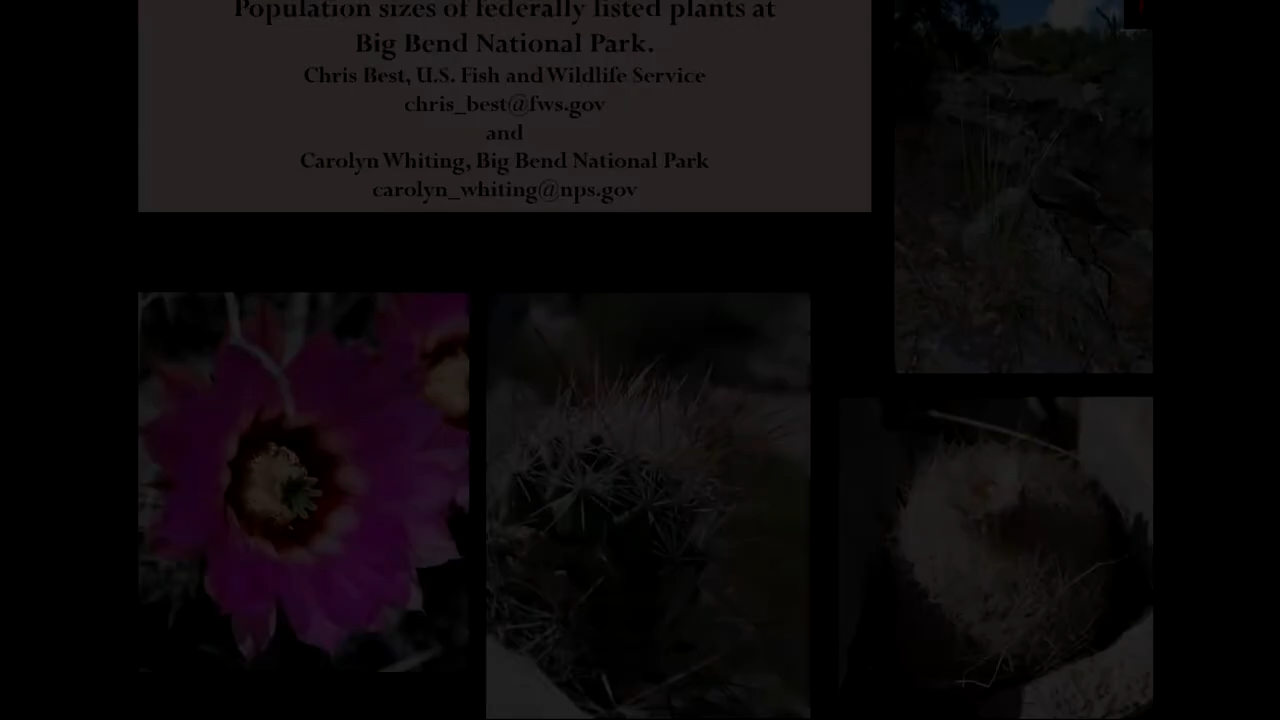 Population sizes of federally listed plants at
Big Bend National Park.
Chris Best, U.S. Fish and Wildlife Service
chris_best@fws.gov
and
Carolyn Whiting, Big Bend National Park
carolyn_whiting@nps.gov